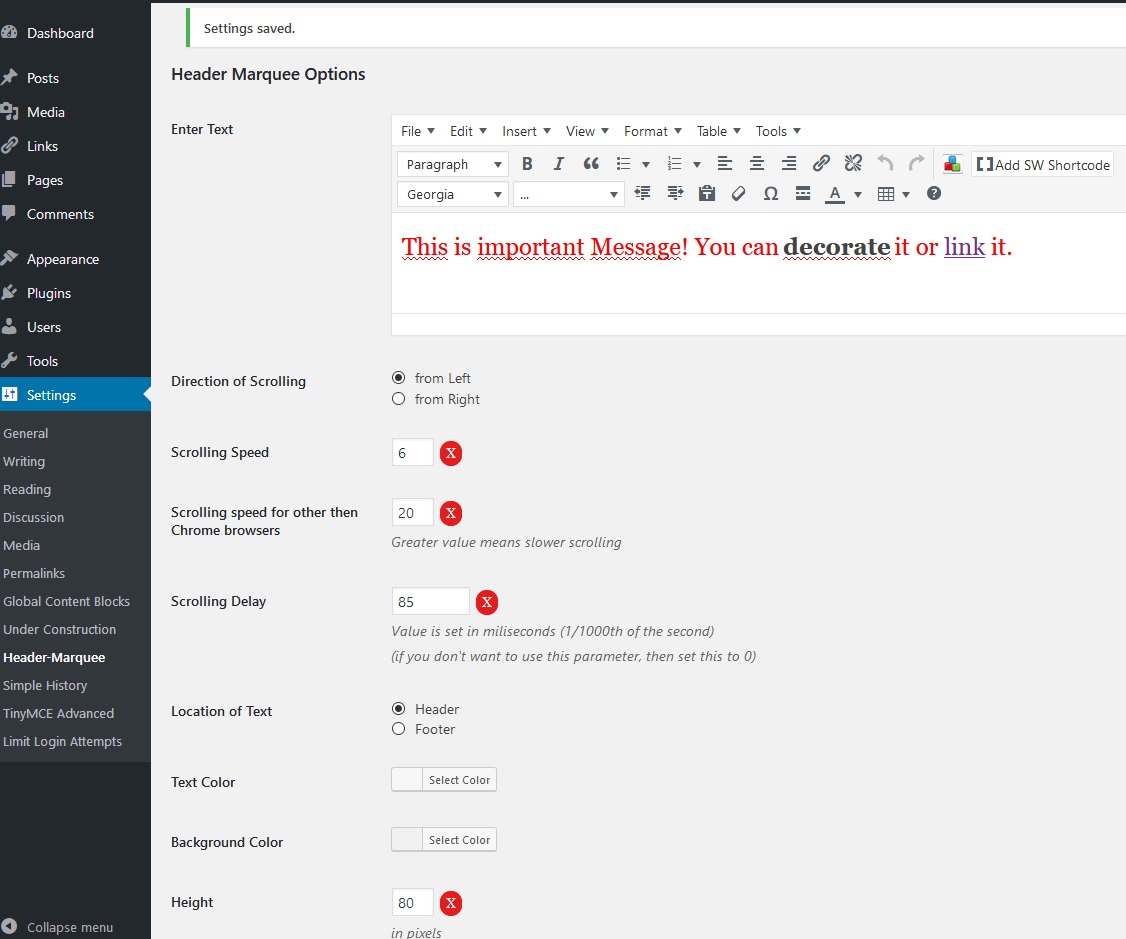 Dashboard
Posts
Media
Links
Pages
Comments
Appearance
Plugins
Users
Tools
Settings
General
Writing
Reading
Discussion
Media
Permalinks
Global Content Blocks
Under Construction
Header-Marquee
Simple History
TinyMCE Advanced
Limit Login Attempts
Collapse menu
Settings saved.
Header Marquee Options
Enter Text
File Edit Insert View Format Table Tools
Paragraph B I Add SW Shortcode
Georgia ... Ω A
This is important Message! You can decorate it or link it.
Direction of Scrolling
from Left
from Right
Scrolling Speed
6 X
Scrolling speed for other then
Chrome browsers
20 X
Greater value means slower scrolling
Scrolling Delay
85 X
Value is set in miliseconds (1/1000th of the second)
(if you don't want to use this parameter, then set this to 0)
Location of Text
Header
Footer
Text Color
Select Color
Background Color
Select Color
Height
80 X
in pixels